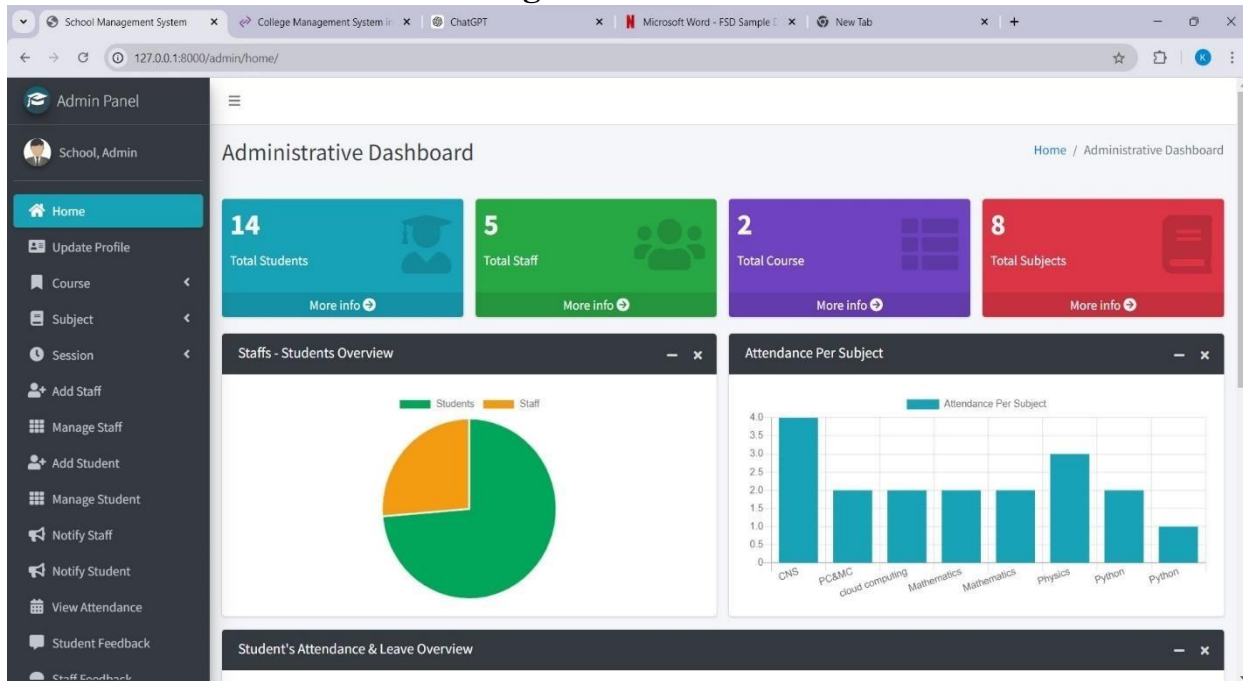 School Management System
College Management System in
ChatGPT
Microsoft Word - FSD Sample
New Tab
127.0.0.1:8000/admin/home/
K
Admin Panel
School, Admin
Home
Update Profile
Course
Subject
Session
Add Staff
Manage Staff
Add Student
Manage Student
Notify Staff
Notify Student
View Attendance
Student Feedback
Staff Feedback
Administrative Dashboard
Home / Administrative Dashboard
14
Total Students
More info
5
Total Staff
More info
2
Total Course
More info
8
Total Subjects
More info
Staffs - Students Overview
Students Staff
Attendance Per Subject
Attendance Per Subject
4.0
3.5
3.0
2.5
2.0
1.5
1.0
0.5
0
CNS PC&MC cloud computing Mathematics Mathematics Physics Python Python
Student's Attendance & Leave Overview